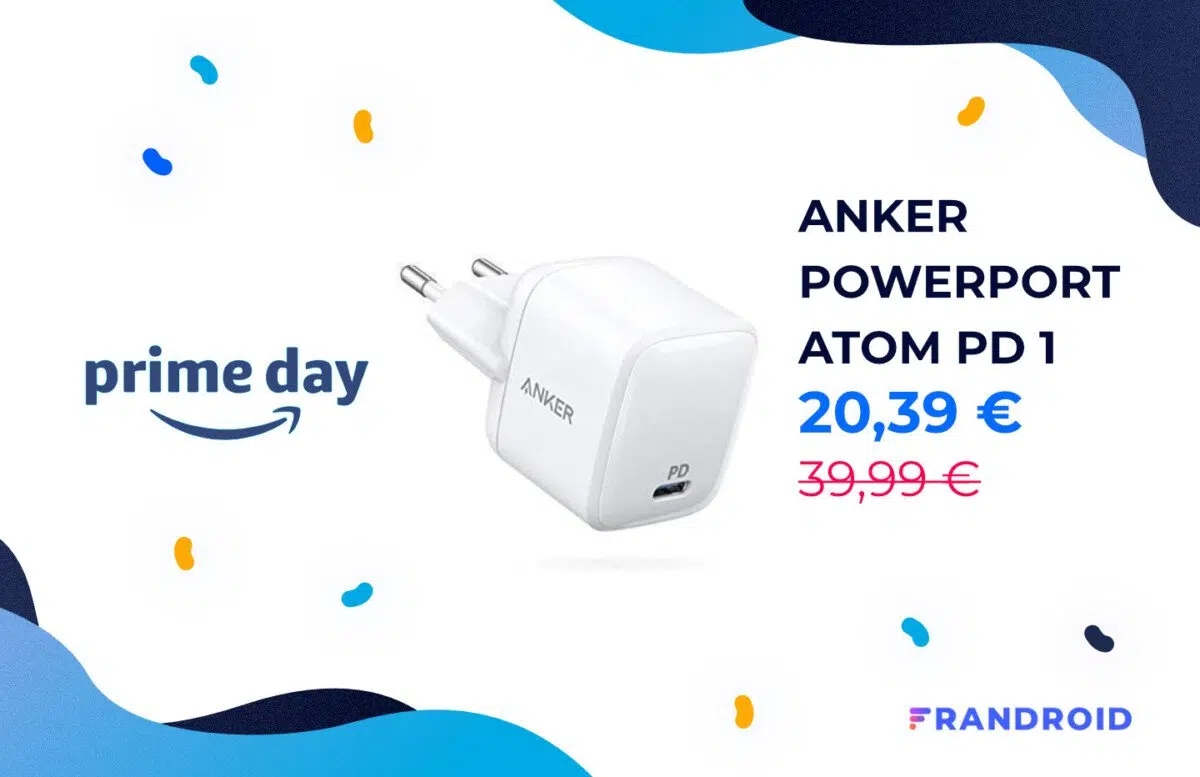 prime day
ANKER
PD
ANKER
POWERPORT
ATOM PD 1
20,39 €
39,99 €
FRANDROID